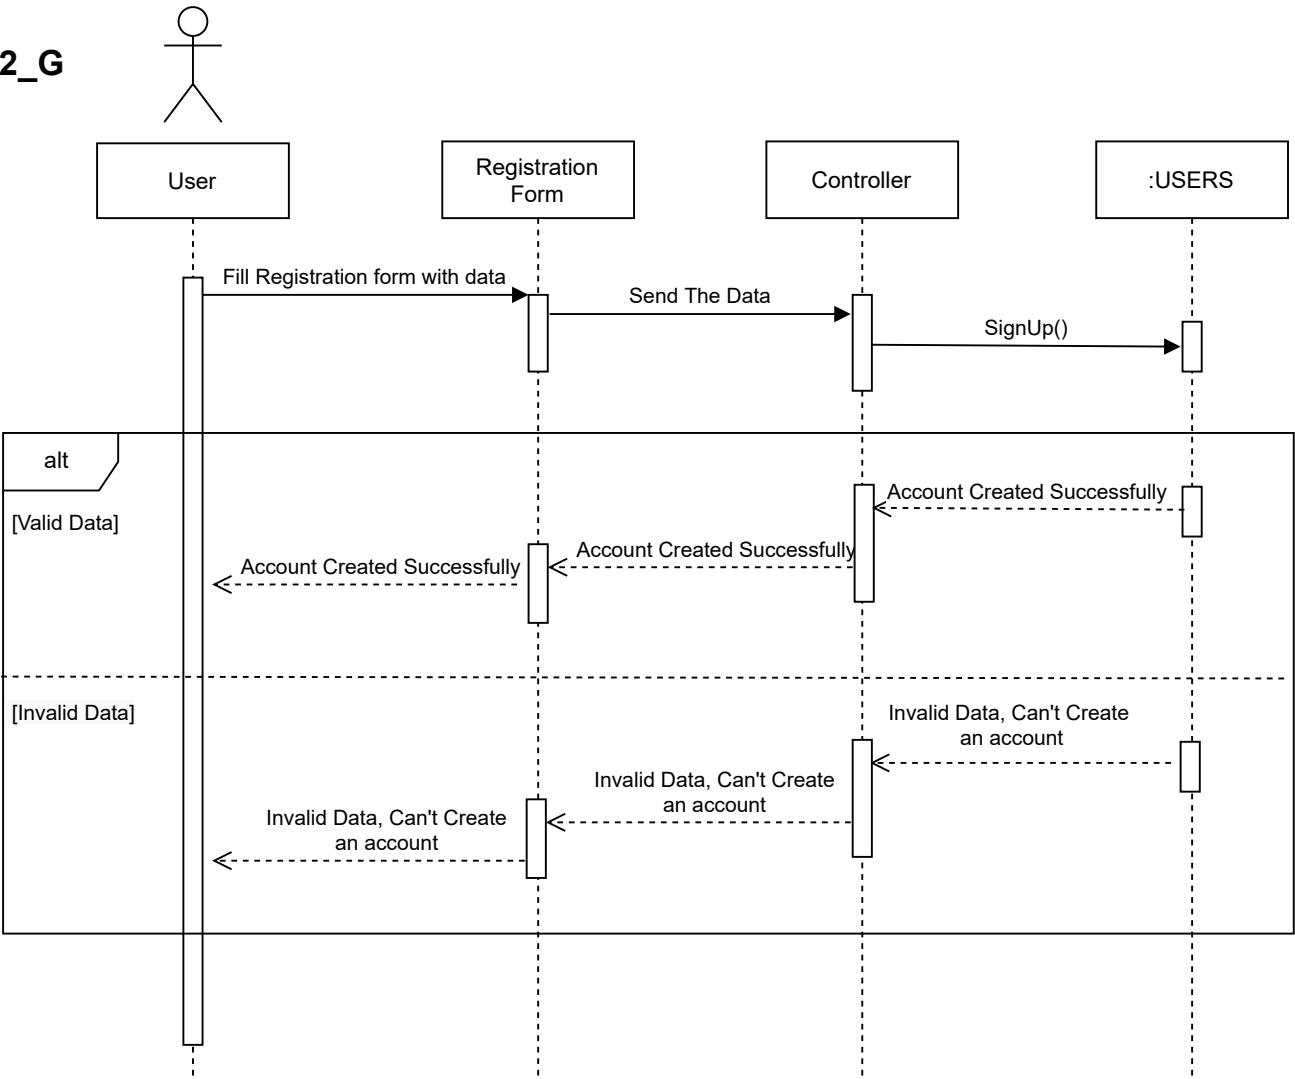 2_G
User
Registration
Form
Controller
:USERS
Fill Registration form with data
Send The Data
SignUp()
alt
[Valid Data]
Account Created Successfully
Account Created Successfully
Account Created Successfully
[Invalid Data]
Invalid Data, Can't Create
an account
Invalid Data, Can't Create
an account
Invalid Data, Can't Create
an account